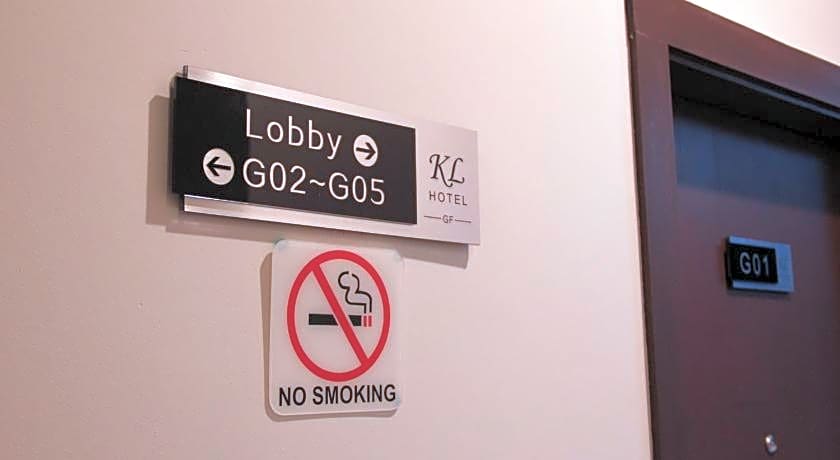 Lobby →
← G02~G05
KL
HOTEL
GF
NO SMOKING
G01